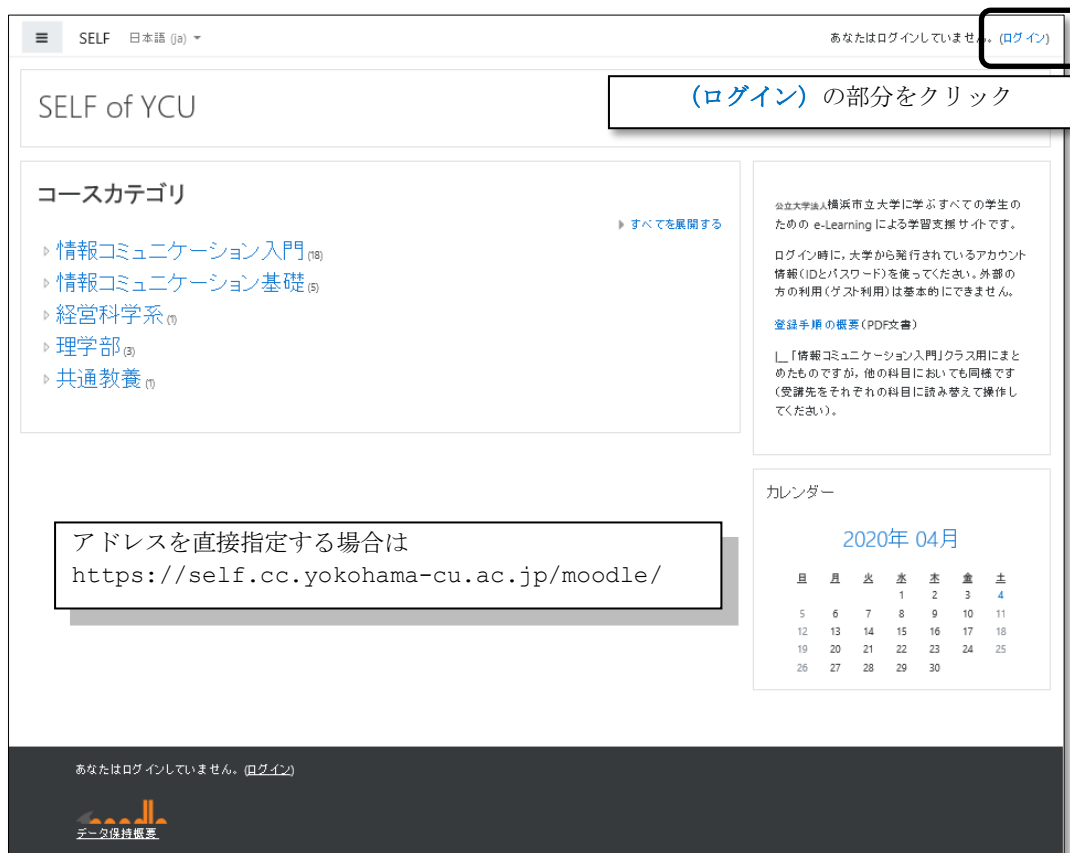 SELF 日本語 (ja)
あなたはログインしていません。(ログイン)
SELF of YCU
(ログイン) の部分をクリック
コースカテゴリ
すべてを展開する
情報コミュニケーション入門 (18)
情報コミュニケーション基礎 (5)
経営科学系 (1)
理学部 (3)
共通教養 (1)
公立大学法人横浜市立大学に学ぶすべての学生の
ための e-Learning による学習支援サイトです。
ログイン時に,大学から発行されているアカウント
情報(IDとパスワード)を使ってください。外部の
方の利用(ゲスト利用)は基本的にできません。
登録手順の概要(PDF文書)
|_「情報コミュニケーション入門」クラス用にまと
めたものですが,他の科目においても同様です
(受講先をそれぞれの科目に読み替えて操作し
てください)。
アドレスを直接指定する場合は
https://self.cc.yokohama-cu.ac.jp/moodle/
カレンダー
2020年 04月
日 月 火 水 木 金 土
1 2 3 4
5 6 7 8 9 10 11
12 13 14 15 16 17 18
19 20 21 22 23 24 25
26 27 28 29 30
あなたはログインしていません。(ログイン)
moodle
データ保持概要